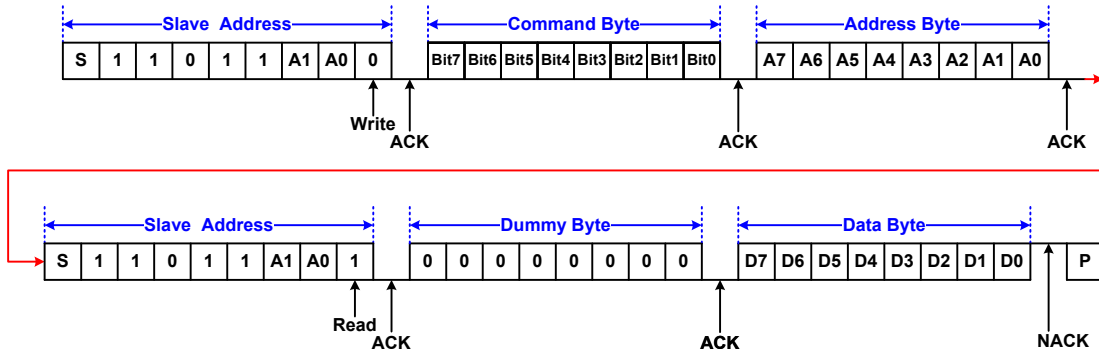 Slave Address Command Byte Address Byte
S 1 1 0 1 1 A1 A0 0 Bit7 Bit6 Bit5 Bit4 Bit3 Bit2 Bit1 Bit0 A7 A6 A5 A4 A3 A2 A1 A0
Write
ACK ACK ACK
Slave Address Dummy Byte Data Byte
S 1 1 0 1 1 A1 A0 1 0 0 0 0 0 0 0 0 D7 D6 D5 D4 D3 D2 D1 D0 P
Read
ACK ACK NACK